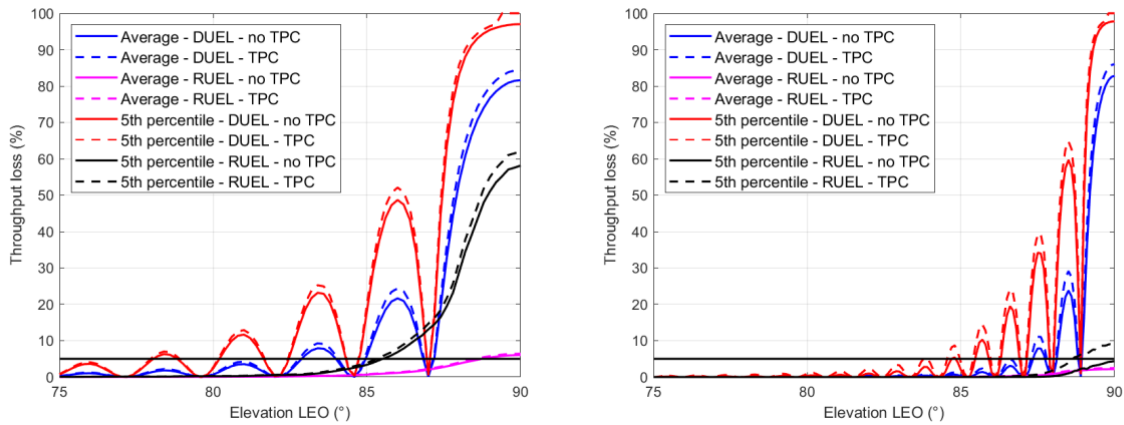 100
90
80
70
60
50
40
30
20
10
0
Throughput loss (%)
Average - DUEL - no TPC
Average - DUEL - TPC
Average - RUEL - no TPC
Average - RUEL - TPC
5th percentile - DUEL - no TPC
5th percentile - DUEL - TPC
5th percentile - RUEL - no TPC
5th percentile - RUEL - TPC
75 80 85 90
Elevation LEO (°)
100
90
80
70
60
50
40
30
20
10
0
Throughput loss (%)
Average - DUEL - no TPC
Average - DUEL - TPC
Average - RUEL - no TPC
Average - RUEL - TPC
5th percentile - DUEL - no TPC
5th percentile - DUEL - TPC
5th percentile - RUEL - no TPC
5th percentile - RUEL - TPC
75 80 85 90
Elevation LEO (°)